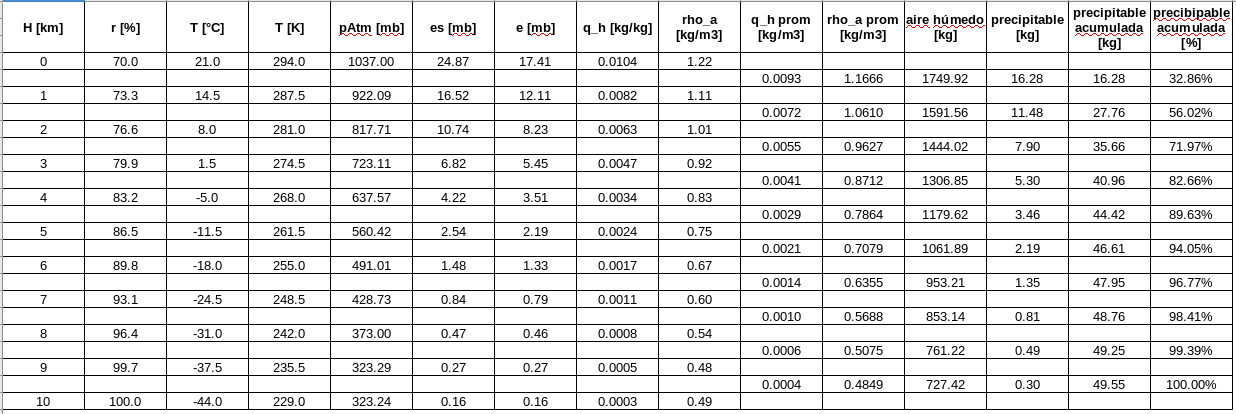 H [km] r [%] T [°C] T [K] pAtm [mb] es [mb] e [mb] q_h [kg/kg] rho_a [kg/m3] q_h prom [kg/m3] rho_a prom [kg/m3] aire húmedo [kg] precipitable [kg] precipitable acumulada [kg] precibipable acumulada [%]
0 70.0 21.0 294.0 1037.00 24.87 17.41 0.0104 1.22
0.0093 1.1666 1749.92 16.28 16.28 32.86%
1 73.3 14.5 287.5 922.09 16.52 12.11 0.0082 1.11
0.0072 1.0610 1591.56 11.48 27.76 56.02%
2 76.6 8.0 281.0 817.71 10.74 8.23 0.0063 1.01
0.0055 0.9627 1444.02 7.90 35.66 71.97%
3 79.9 1.5 274.5 723.11 6.82 5.45 0.0047 0.92
0.0041 0.8712 1306.85 5.30 40.96 82.66%
4 83.2 -5.0 268.0 637.57 4.22 3.51 0.0034 0.83
0.0029 0.7864 1179.62 3.46 44.42 89.63%
5 86.5 -11.5 261.5 560.42 2.54 2.19 0.0024 0.75
0.0021 0.7079 1061.89 2.19 46.61 94.05%
6 89.8 -18.0 255.0 491.01 1.48 1.33 0.0017 0.67
0.0014 0.6355 953.21 1.35 47.95 96.77%
7 93.1 -24.5 248.5 428.73 0.84 0.79 0.0011 0.60
0.0010 0.5688 853.14 0.81 48.76 98.41%
8 96.4 -31.0 242.0 373.00 0.47 0.46 0.0008 0.54
0.0006 0.5075 761.22 0.49 49.25 99.39%
9 99.7 -37.5 235.5 323.29 0.27 0.27 0.0005 0.48
0.0004 0.4849 727.42 0.30 49.55 100.00%
10 100.0 -44.0 229.0 323.24 0.16 0.16 0.0003 0.49